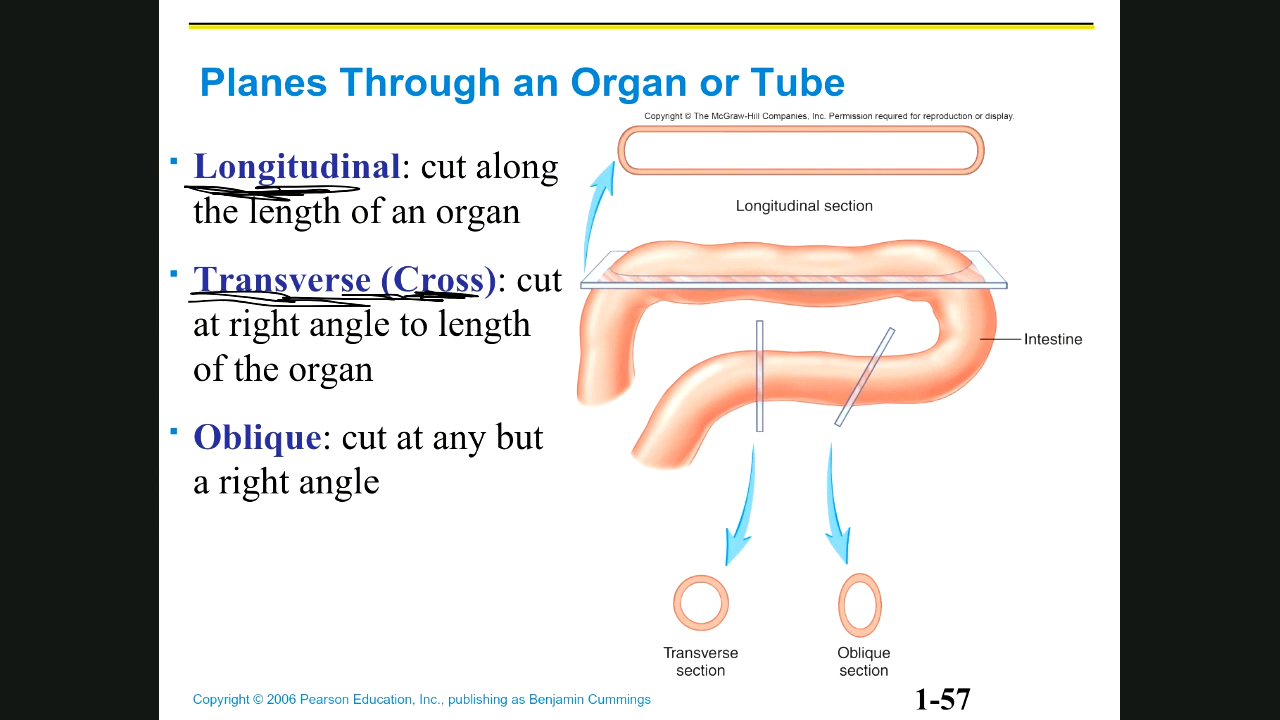 Planes Through an Organ or Tube
Copyright © The McGraw-Hill Companies, Inc. Permission required for reproduction or display.
▪ Longitudinal: cut along
the length of an organ
▪ Transverse (Cross): cut
at right angle to length
of the organ
▪ Oblique: cut at any but
a right angle
Longitudinal section
Intestine
Transverse
section
Oblique
section
Copyright © 2006 Pearson Education, Inc., publishing as Benjamin Cummings
1-57